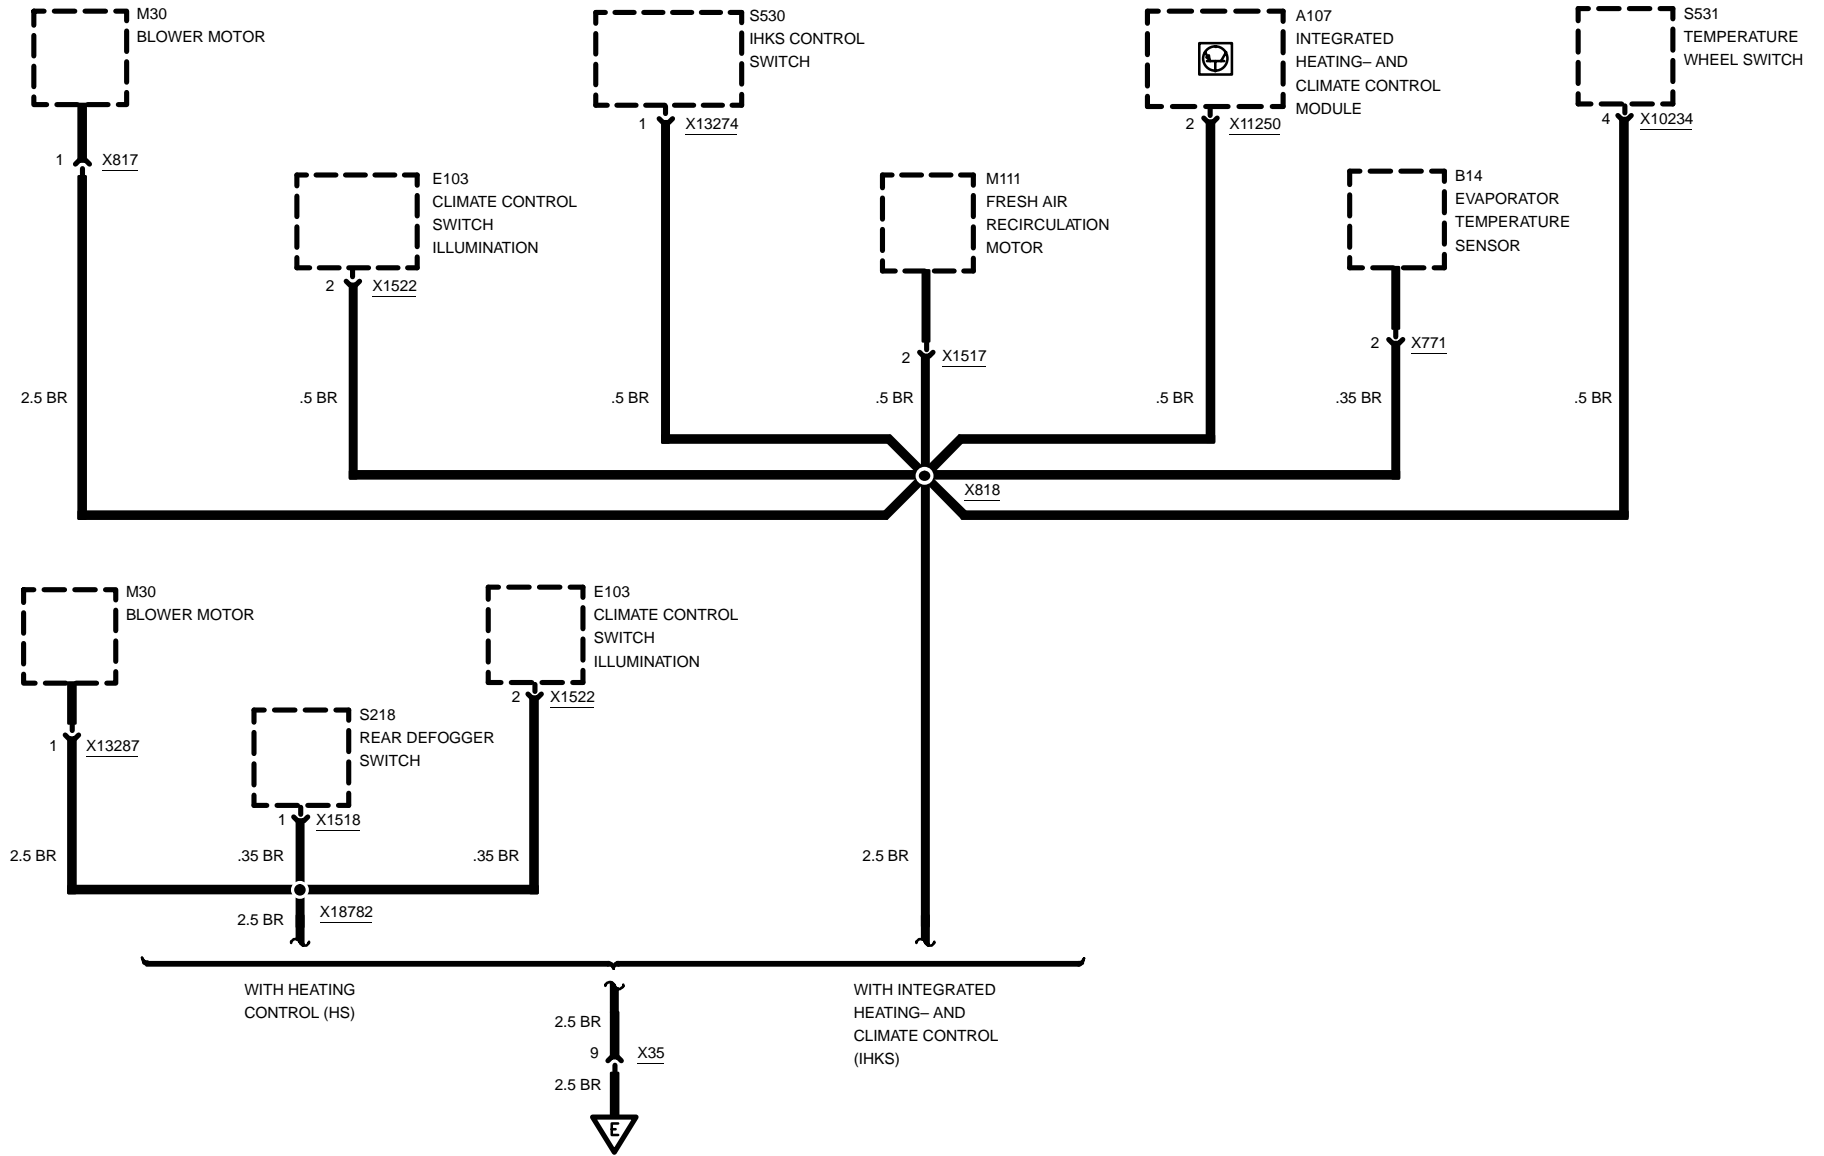 M30
BLOWER MOTOR
1
X817
2.5 BR
E103
CLIMATE CONTROL
SWITCH
ILLUMINATION
2
X1522
.5 BR
S530
IHKS CONTROL
SWITCH
1
X13274
.5 BR
M111
FRESH AIR
RECIRCULATION
MOTOR
2
X1517
.5 BR
A107
INTEGRATED
HEATING– AND
CLIMATE CONTROL
MODULE
2
X11250
.5 BR
B14
EVAPORATOR
TEMPERATURE
SENSOR
2
X771
.35 BR
S531
TEMPERATURE
WHEEL SWITCH
4
X10234
.5 BR
X818
M30
BLOWER MOTOR
1
X13287
2.5 BR
S218
REAR DEFOGGER
SWITCH
1
X1518
.35 BR
E103
CLIMATE CONTROL
SWITCH
ILLUMINATION
2
X1522
.35 BR
X18782
2.5 BR
2.5 BR
WITH HEATING
CONTROL (HS)
WITH INTEGRATED
HEATING– AND
CLIMATE CONTROL
(IHKS)
2.5 BR
9
X35
2.5 BR
E